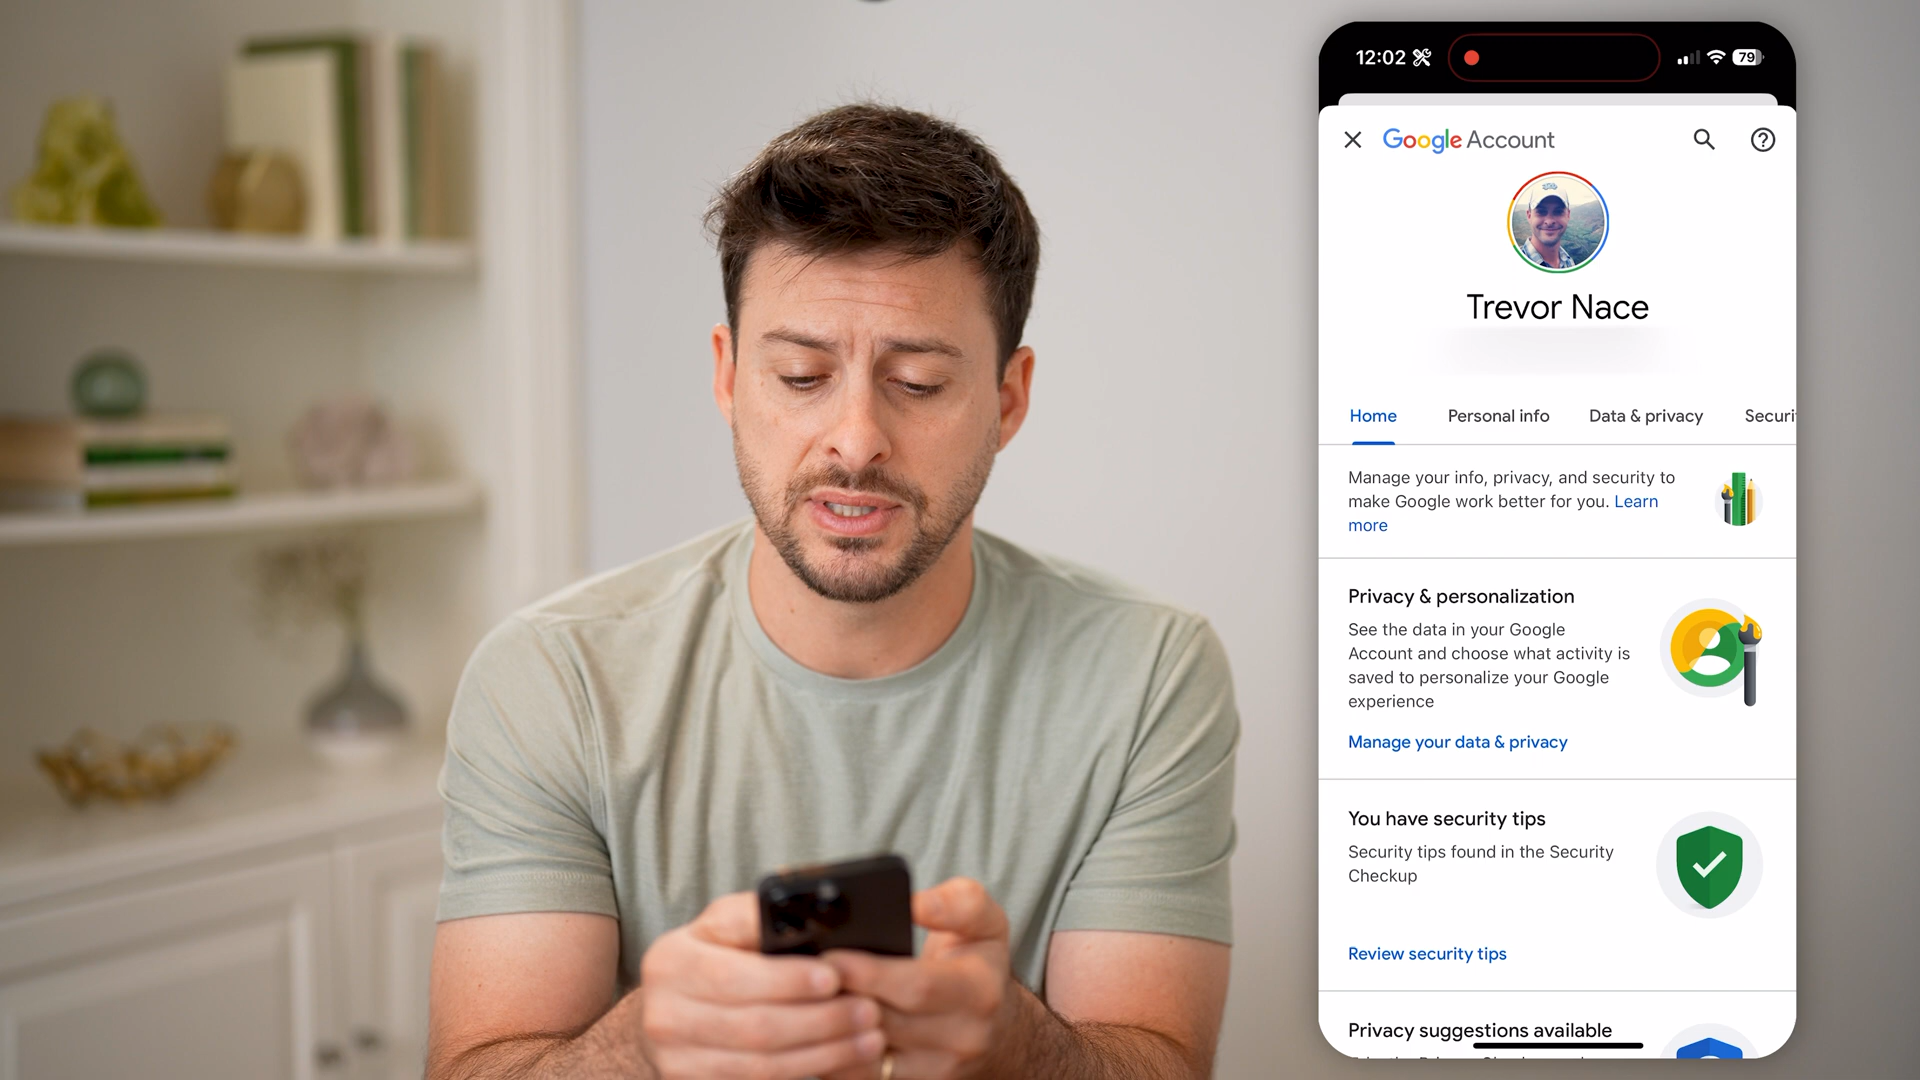 12:02
79
Google Account
Trevor Nace
Home Personal info Data & privacy Securi
Manage your info, privacy, and security to
make Google work better for you. Learn
more
Privacy & personalization
See the data in your Google
Account and choose what activity is
saved to personalize your Google
experience
Manage your data & privacy
You have security tips
Security tips found in the Security
Checkup
Review security tips
Privacy suggestions available